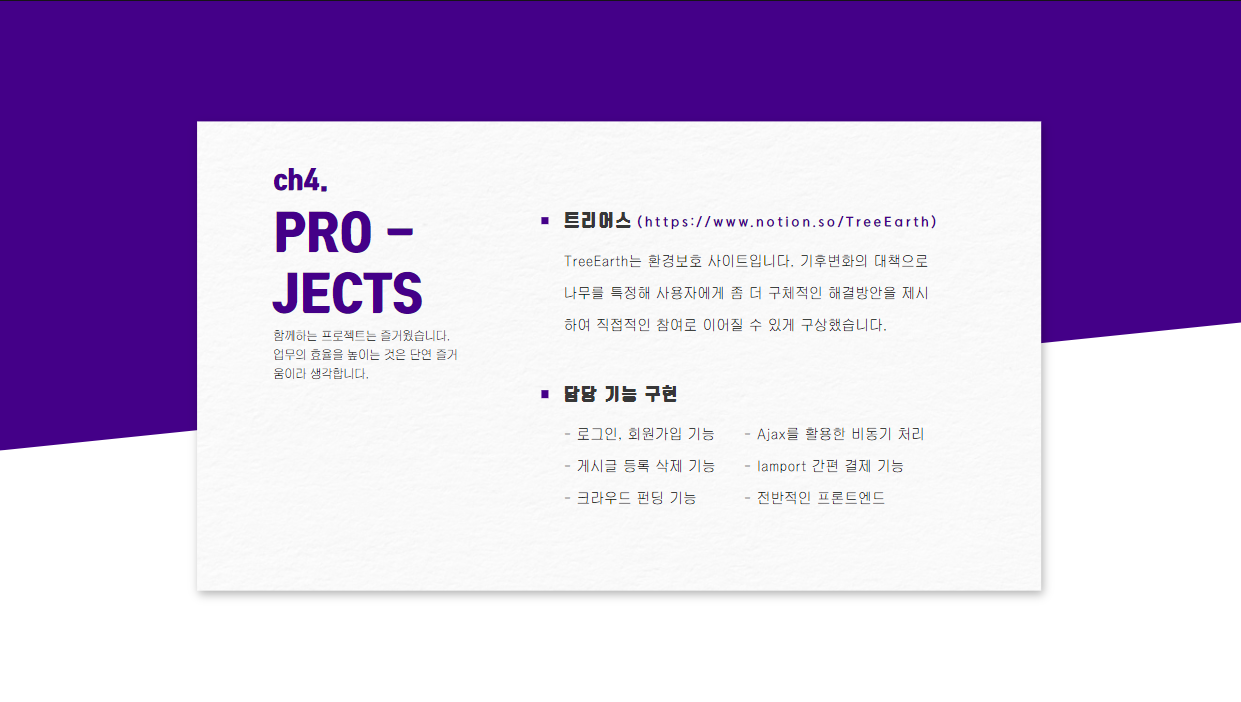 ch4.
PRO -
JECTS
함께하는 프로젝트는 즐거웠습니다.
업무의 효율을 높이는 것은 단연 즐거
움이라 생각합니다.
■ 트리어스 (https://www.notion.so/TreeEarth)
TreeEarth는 환경보호 사이트입니다. 기후변화의 대책으로
나무를 특정해 사용자에게 좀 더 구체적인 해결방안을 제시
하여 직접적인 참여로 이어질 수 있게 구상했습니다.
■ 담당 기능 구현
- 로그인, 회원가입 기능
- 게시글 등록 삭제 기능
- 크라우드 펀딩 기능
- Ajax를 활용한 비동기 처리
- Iamport 간편 결제 기능
- 전반적인 프론트엔드